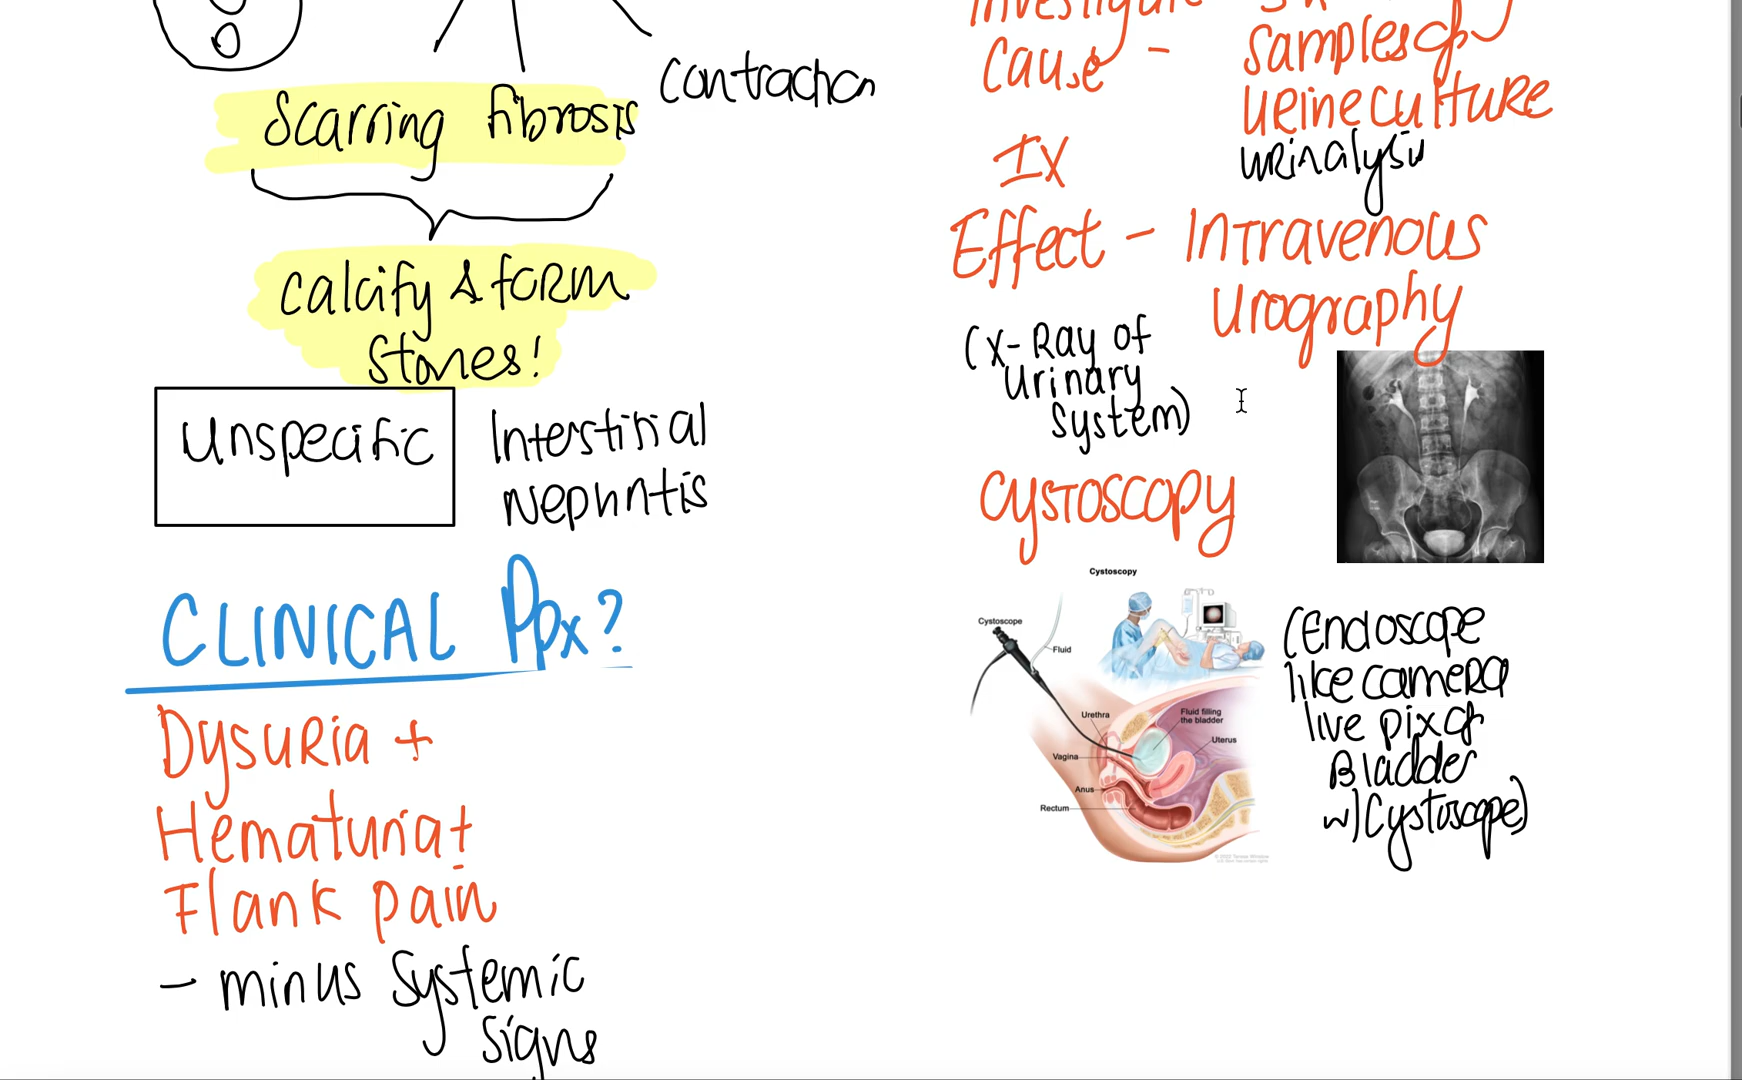 contraction
Scarring fibrosis
calcify & form
stones!
Unspecific
Interstitial
Nephritis
CLINICAL Ppx?
Dysuria +
Hematuria +
Flank pain
- minus Systemic
signs
Investigate
Cause -
Samples of
urine culture
urinalysis
IX
Effect - Intravenous
urography
(X-Ray of
Urinary
System)
Cystoscopy
Cystoscopy
Cystoscope
Fluid
Urethra
Fluid filling
the bladder
Uterus
Vagina
Anus
Rectum
(Endoscope
like camera
live pix of
Bladder
w/ Cystoscope)